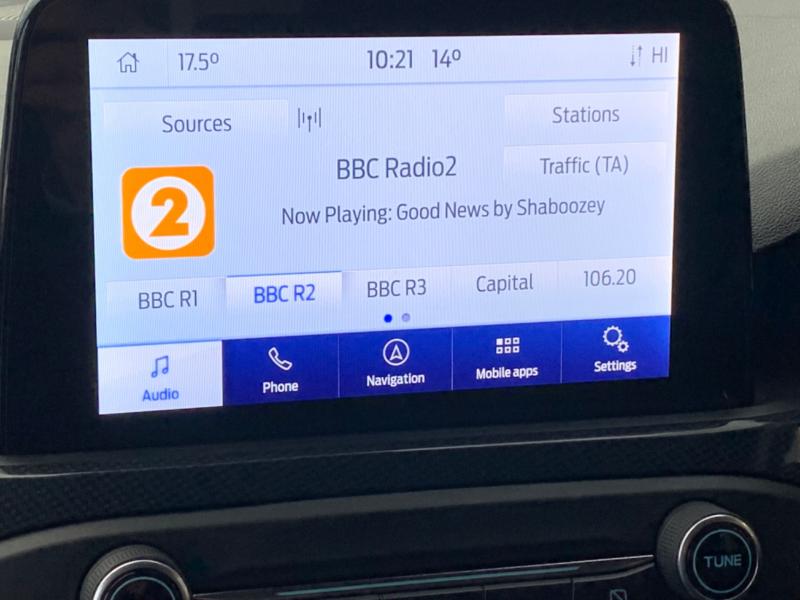 17.5º 10:21 14º HI
Sources
Stations
BBC Radio2
Traffic (TA)
2
Now Playing: Good News by Shaboozey
BBC R1 BBC R2 BBC R3 Capital 106.20
Audio Phone Navigation Mobile apps Settings
TUNE